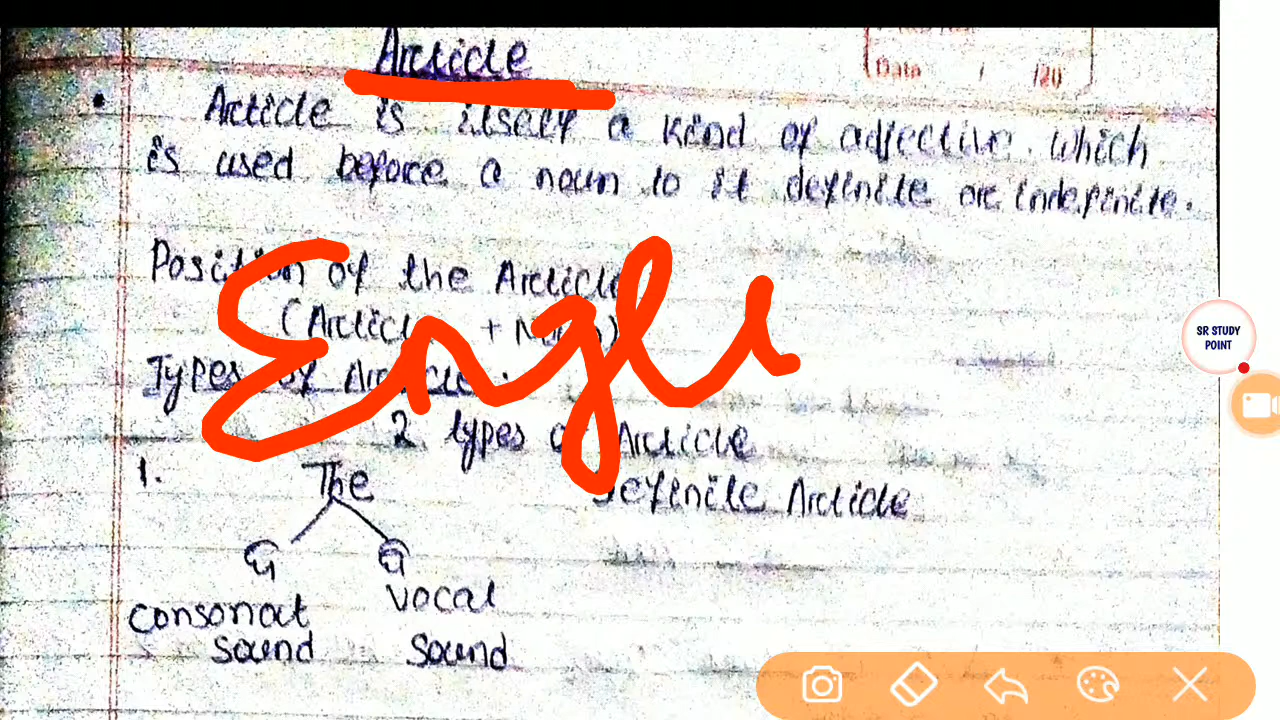 Article
Date / /20
Article is itself a kind of adjective. which
is used before a noun to it definite or indefinite.
Position of the Article
(Article + Noun)
Types of Article.
2 types of Article
1. The Definite Article
Consonat Vocal
Sound Sound
Engli
SR STUDY
POINT